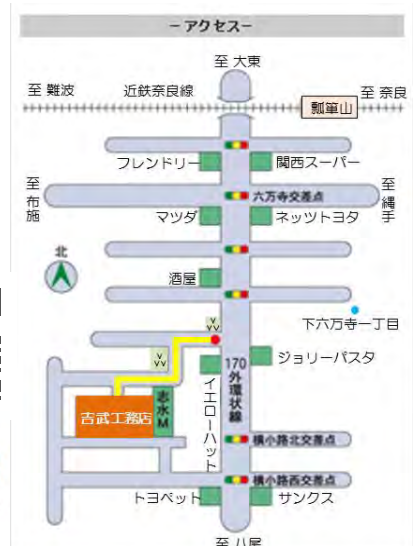 －アクセス－
至 大東
至 難波
近鉄奈良線
至 奈良
瓢箪山
フレンドリー
関西スーパー
至布施
六万寺交差点
至縄手
マツダ
ネッツトヨタ
北
酒屋
下六万寺一丁目
170外環状線
ジョリーパスタ
イエローハット
志水M
吉武工務店
横小路北交差点
横小路西交差点
トヨペット
サンクス
至 八尾